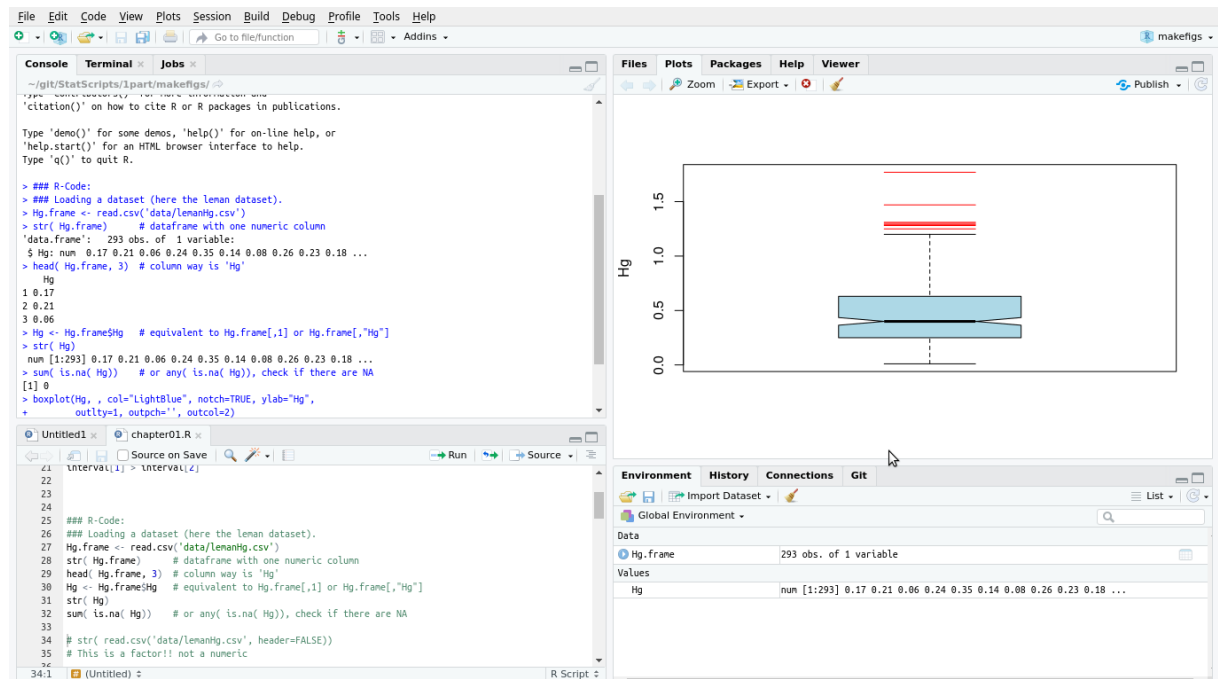 File Edit Code View Plots Session Build Debug Profile Tools Help
Go to file/function Addins makefigs
Console Terminal Jobs
~/git/StatScripts/1part/makefigs/
'citation()' on how to cite R or R packages in publications.
Type 'demo()' for some demos, 'help()' for on-line help, or
'help.start()' for an HTML browser interface to help.
Type 'q()' to quit R.
> ### R-Code:
> ### Loading a dataset (here the leman dataset).
> Hg.frame <- read.csv('data/lemanHg.csv')
> str( Hg.frame)      # dataframe with one numeric column
'data.frame':   293 obs. of  1 variable:
 $ Hg: num  0.17 0.21 0.06 0.24 0.35 0.14 0.08 0.26 0.23 0.18 ...
> head( Hg.frame, 3)  # column way is 'Hg'
    Hg
1 0.17
2 0.21
3 0.06
> Hg <- Hg.frame$Hg   # equivalent to Hg.frame[,1] or Hg.frame[,"Hg"]
> str( Hg)
 num [1:293] 0.17 0.21 0.06 0.24 0.35 0.14 0.08 0.26 0.23 0.18 ...
> sum( is.na( Hg))    # or any( is.na( Hg)), check if there are NA
[1] 0
> boxplot(Hg, , col="LightBlue", notch=TRUE, ylab="Hg",
+         outlty=1, outpch='', outcol=2)
Untitled1 chapter01.R
Source on Save Run Source
21 interval[1] > interval[2]
22
23
24
25 ### R-Code:
26 ### Loading a dataset (here the leman dataset).
27 Hg.frame <- read.csv('data/lemanHg.csv')
28 str( Hg.frame)      # dataframe with one numeric column
29 head( Hg.frame, 3)  # column way is 'Hg'
30 Hg <- Hg.frame$Hg   # equivalent to Hg.frame[,1] or Hg.frame[,"Hg"]
31 str( Hg)
32 sum( is.na( Hg))    # or any( is.na( Hg)), check if there are NA
33
34 # str( read.csv('data/lemanHg.csv', header=FALSE))
35 # This is a factor!! not a numeric
34:1 (Untitled) R Script
Files Plots Packages Help Viewer
Zoom Export Publish
Hg
1.5
1.0
0.5
0.0
Environment History Connections Git
Import Dataset List
Global Environment
Data
Hg.frame 293 obs. of 1 variable
Values
Hg num [1:293] 0.17 0.21 0.06 0.24 0.35 0.14 0.08 0.26 0.23 0.18 ...